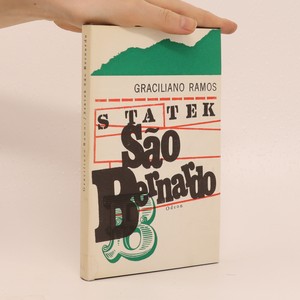 GRACILIANO RAMOS
STATEK
São
Bernardo
Odeon
B